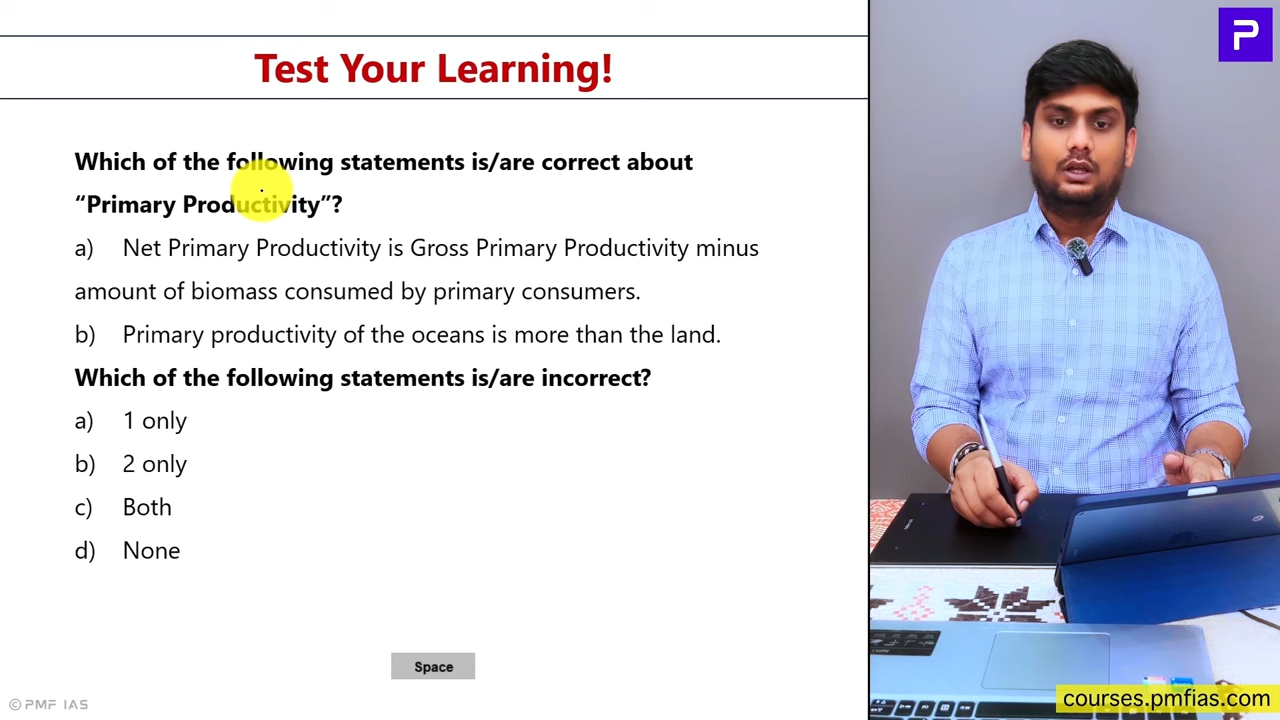 Test Your Learning!
Which of the following statements is/are correct about
“Primary Productivity”?
a) Net Primary Productivity is Gross Primary Productivity minus
amount of biomass consumed by primary consumers.
b) Primary productivity of the oceans is more than the land.
Which of the following statements is/are incorrect?
a) 1 only
b) 2 only
c) Both
d) None
Space
© PMF IAS
P
courses.pmfias.com